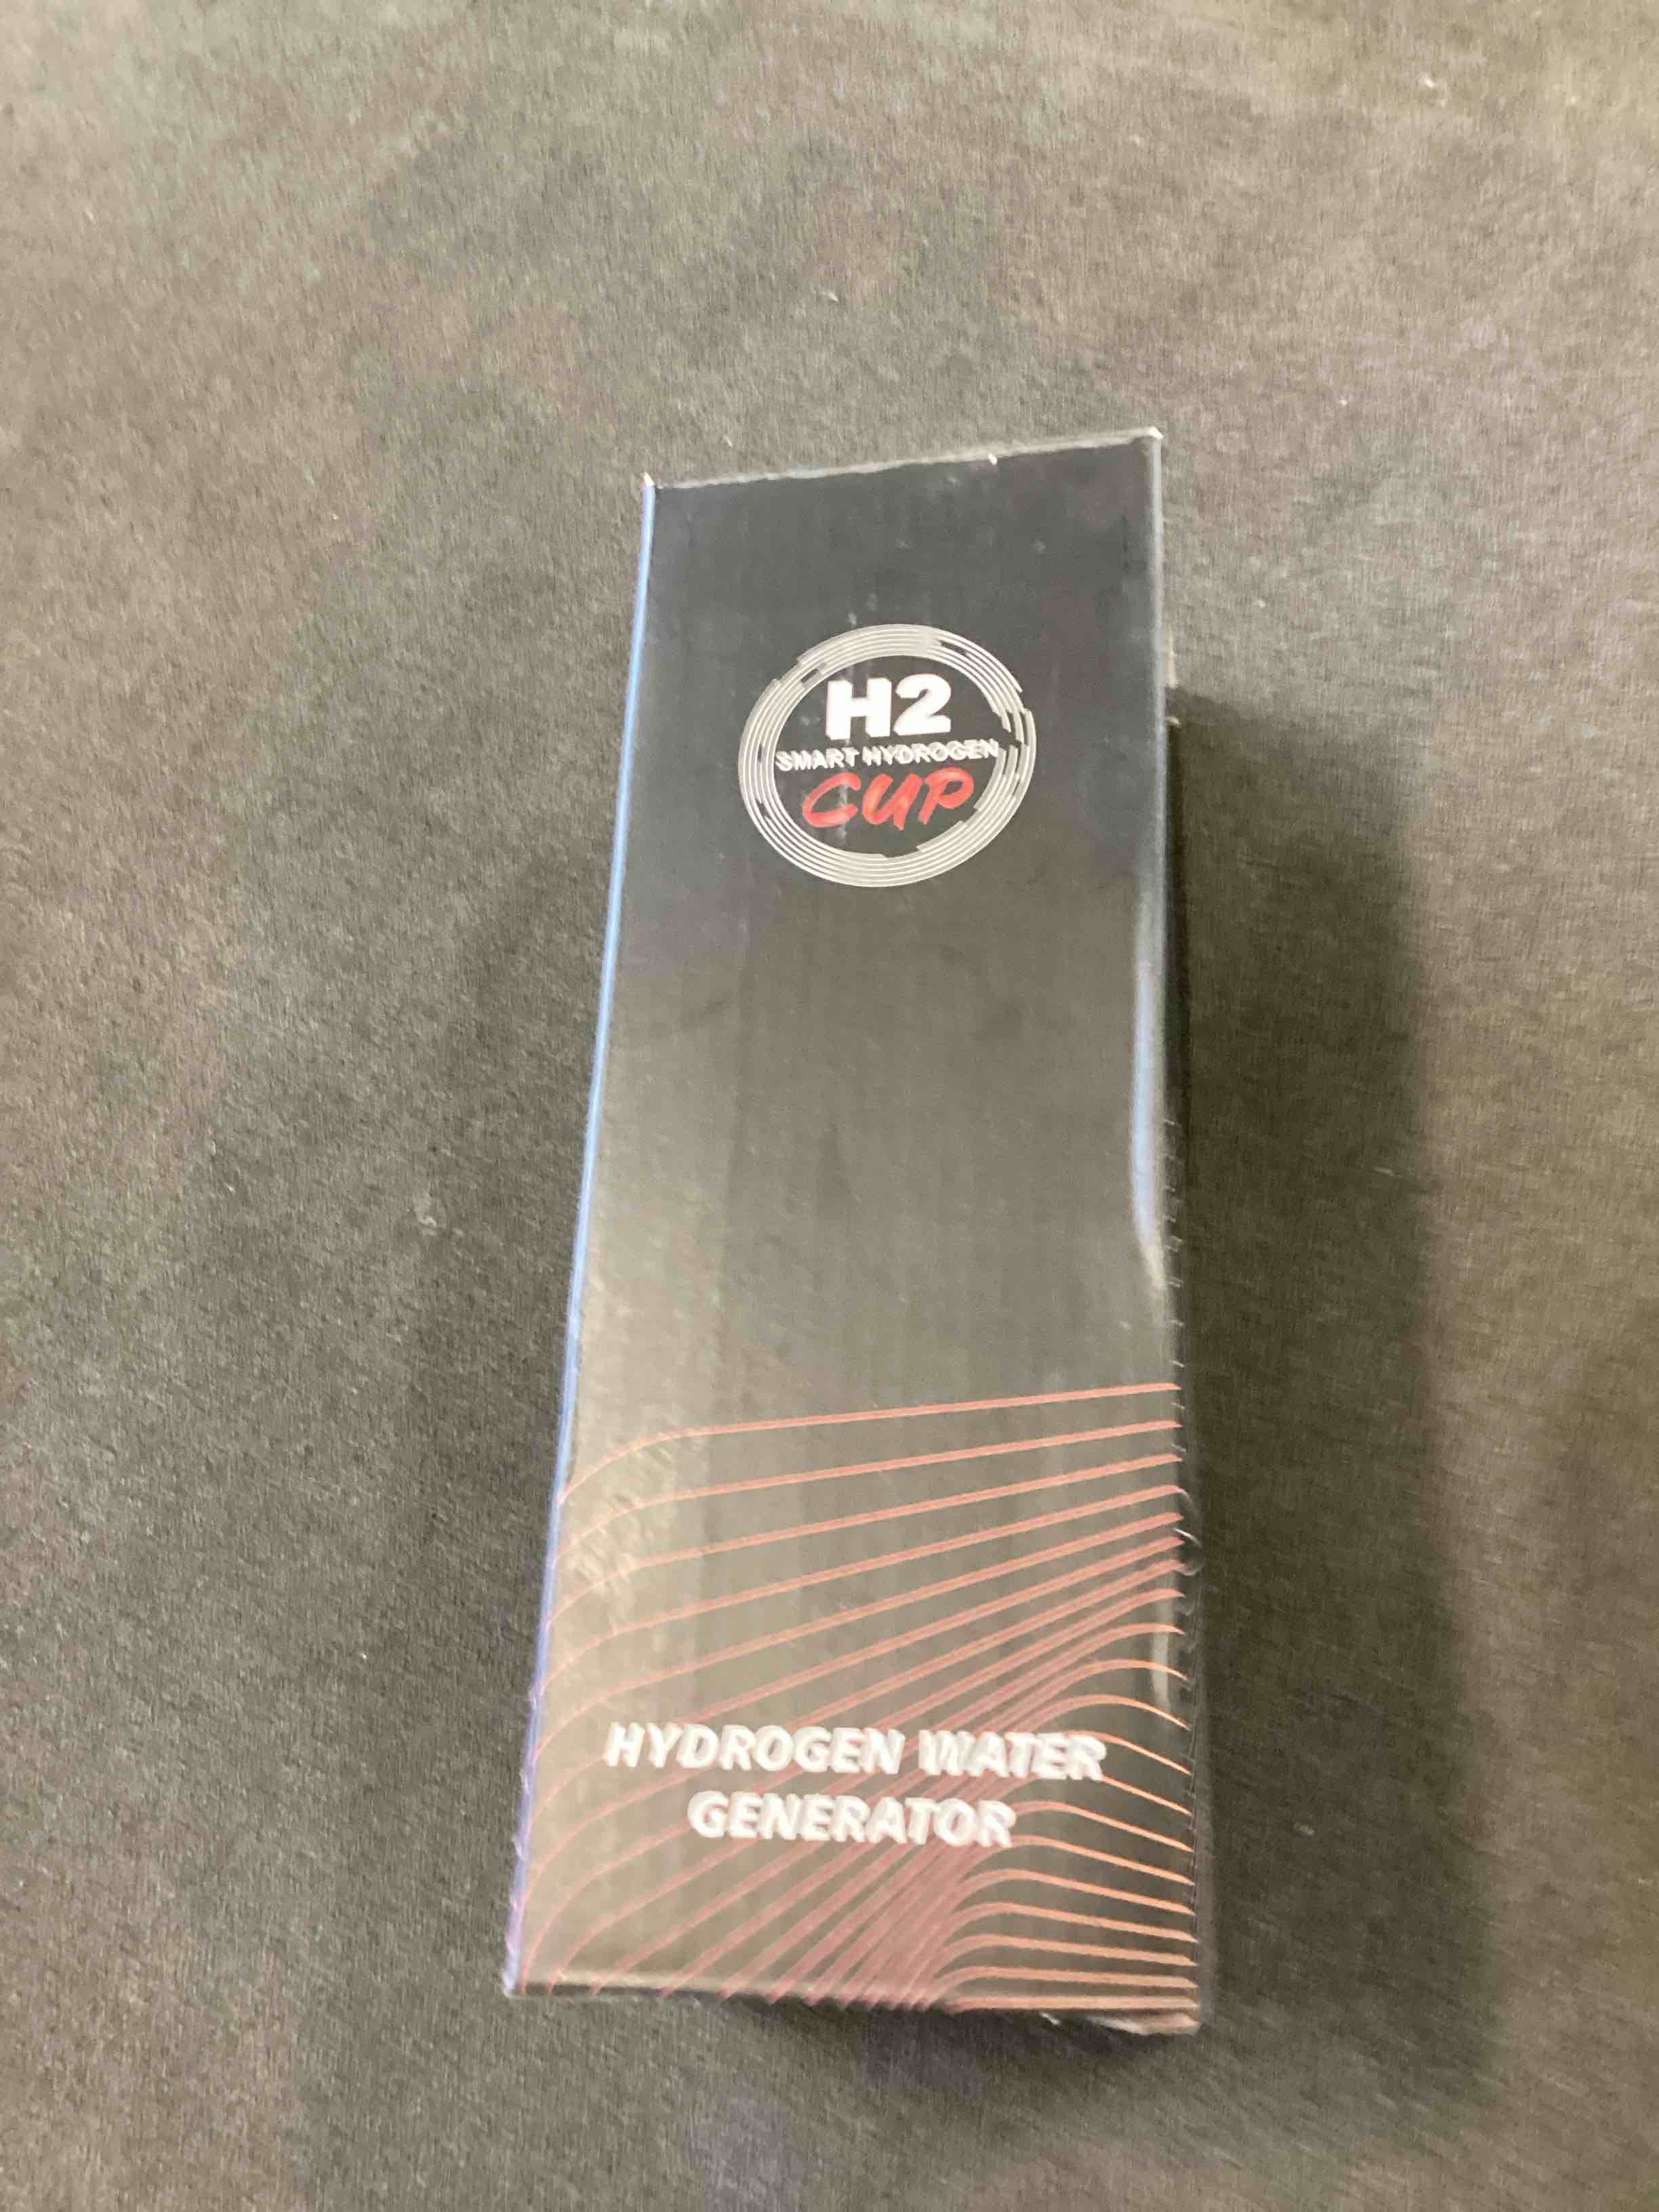 H2
SMART HYDROGEN
CUP
HYDROGEN WATER
GENERATOR